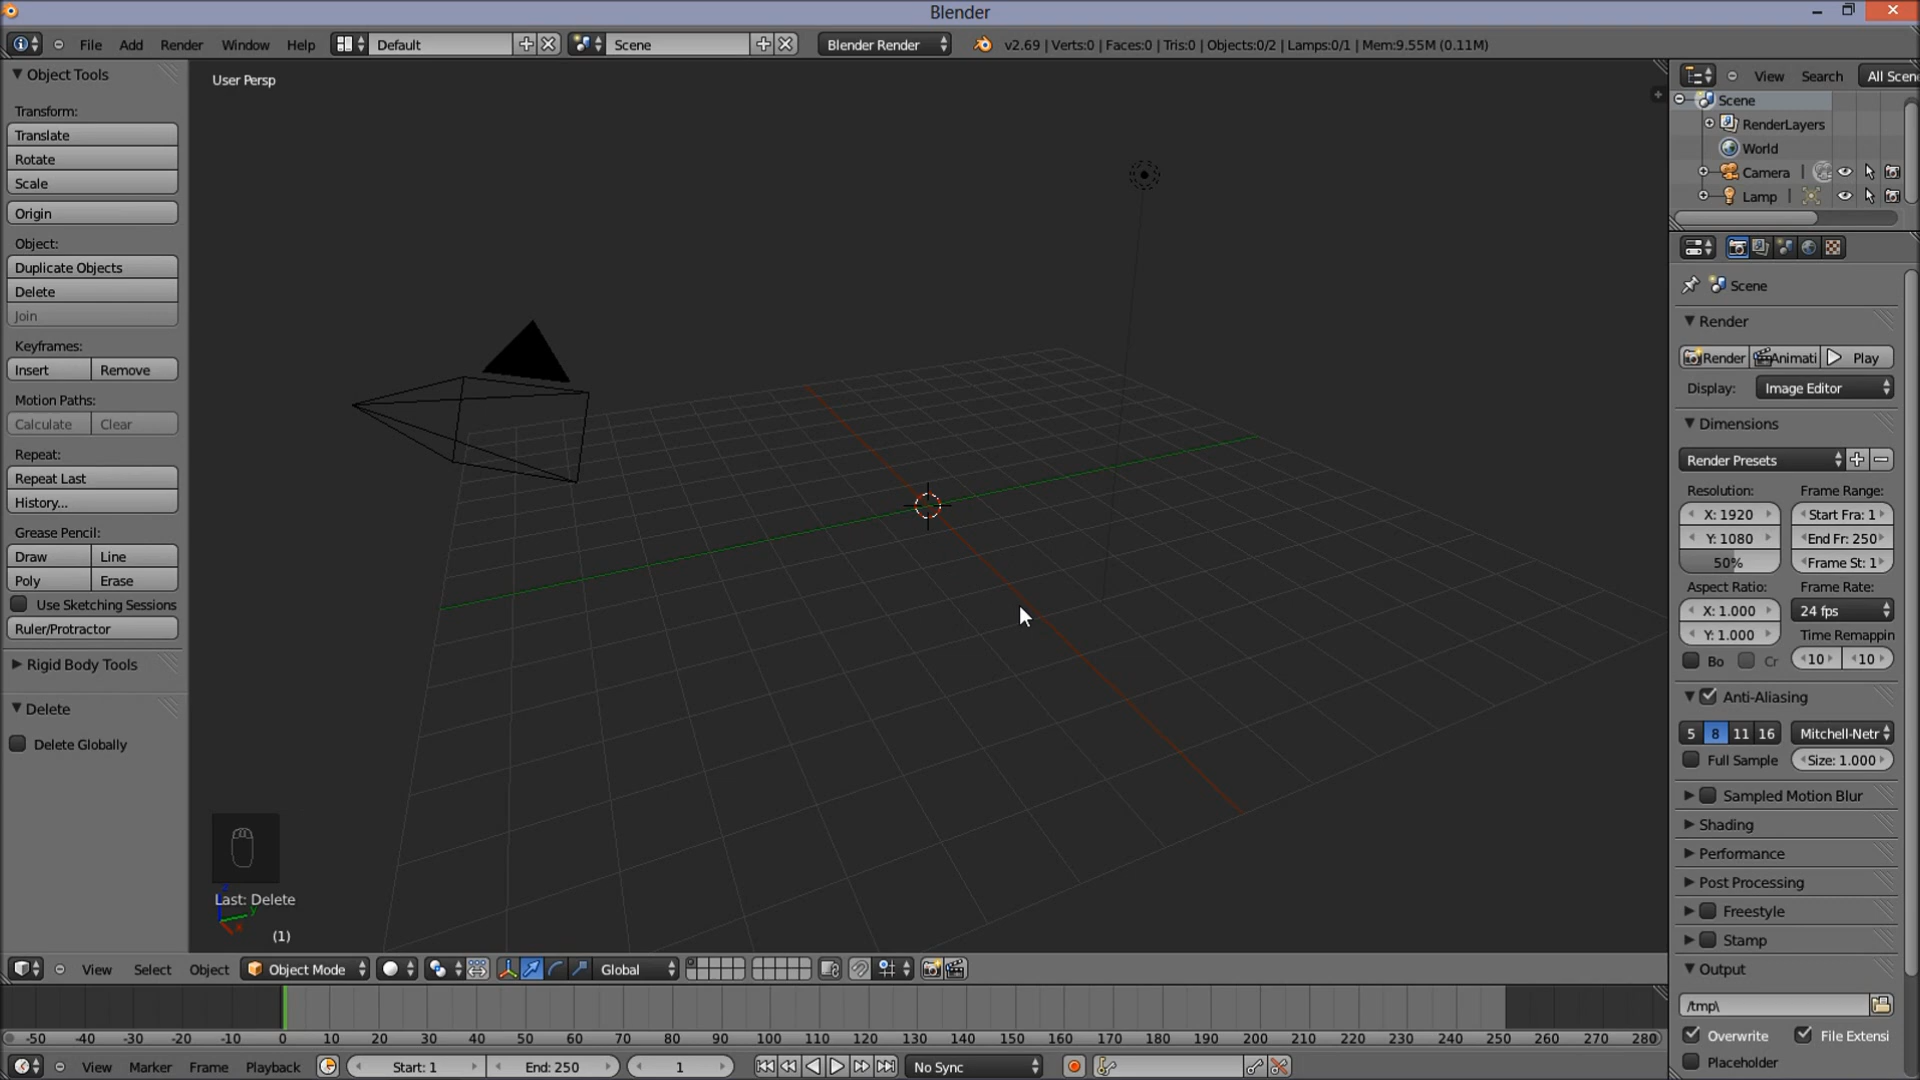 Blender
File Add Render Window Help Default Scene Blender Render v2.69 | Verts:0 | Faces:0 | Tris:0 | Objects:0/2 | Lamps:0/1 | Mem:9.55M (0.11M)
Object Tools
Transform:
Translate
Rotate
Scale
Origin
Object:
Duplicate Objects
Delete
Join
Keyframes:
Insert Remove
Motion Paths:
Calculate Clear
Repeat:
Repeat Last
History...
Grease Pencil:
Draw Line
Poly Erase
Use Sketching Sessions
Ruler/Protractor
Rigid Body Tools
Delete
Delete Globally
User Persp
Last: Delete
(1)
View Search All Scen
Scene
RenderLayers
World
Camera |
Lamp |
Scene
Render
Render Animati Play
Display: Image Editor
Dimensions
Render Presets
Resolution: Frame Range:
X: 1920 Start Fra: 1
Y: 1080 End Fr: 250
50% Frame St: 1
Aspect Ratio: Frame Rate:
X: 1.000 24 fps
Y: 1.000 Time Remappin
Bo Cr 10 10
Anti-Aliasing
5 8 11 16 Mitchell-Netr
Full Sample Size: 1.000
Sampled Motion Blur
Shading
Performance
Post Processing
Freestyle
Stamp
Output
/tmp\
Overwrite File Extensi
Placeholder
View Select Object Object Mode Global
-50 -40 -30 -20 -10 0 10 20 30 40 50 60 70 80 90 100 110 120 130 140 150 160 170 180 190 200 210 220 230 240 250 260 270 280
View Marker Frame Playback Start: 1 End: 250 1 No Sync